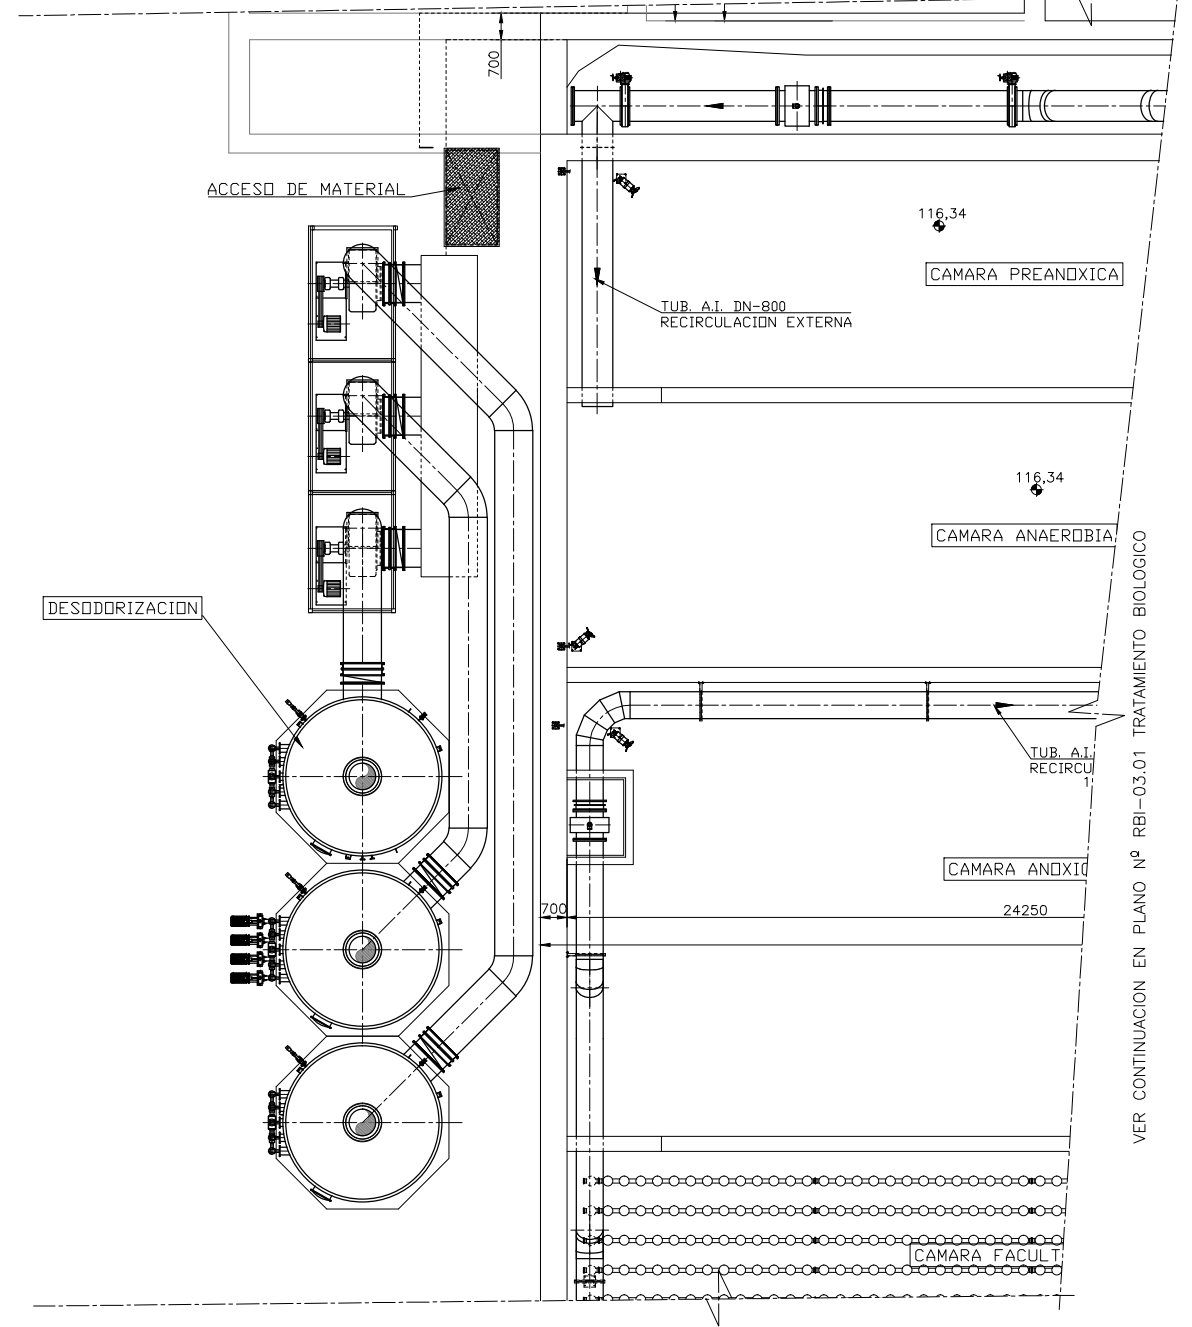 700
ACCESO DE MATERIAL
116,34
CAMARA PREANOXICA
TUB. A.I. DN-800
RECIRCULACION EXTERNA
116,34
CAMARA ANAEROBIA
DESODORIZACION
TUB. A.I.
RECIRCU
1
CAMARA ANOXIC
700
24250
CAMARA FACULT
VER CONTINUACION EN PLANO Nº RBI-03.01 TRATAMIENTO BIOLOGICO